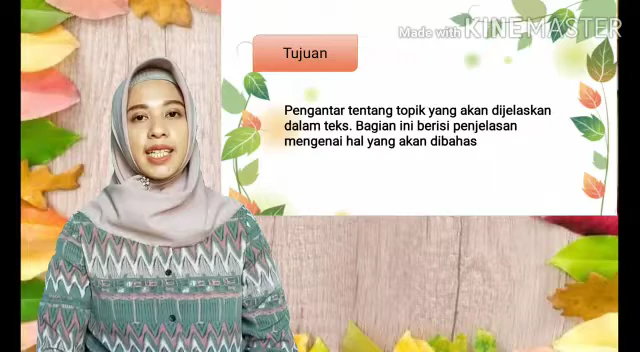 Made with KINEMASTER
Tujuan
Pengantar tentang topik yang akan dijelaskan
dalam teks. Bagian ini berisi penjelasan
mengenai hal yang akan dibahas